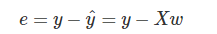 e = y − ŷ = y − Xw